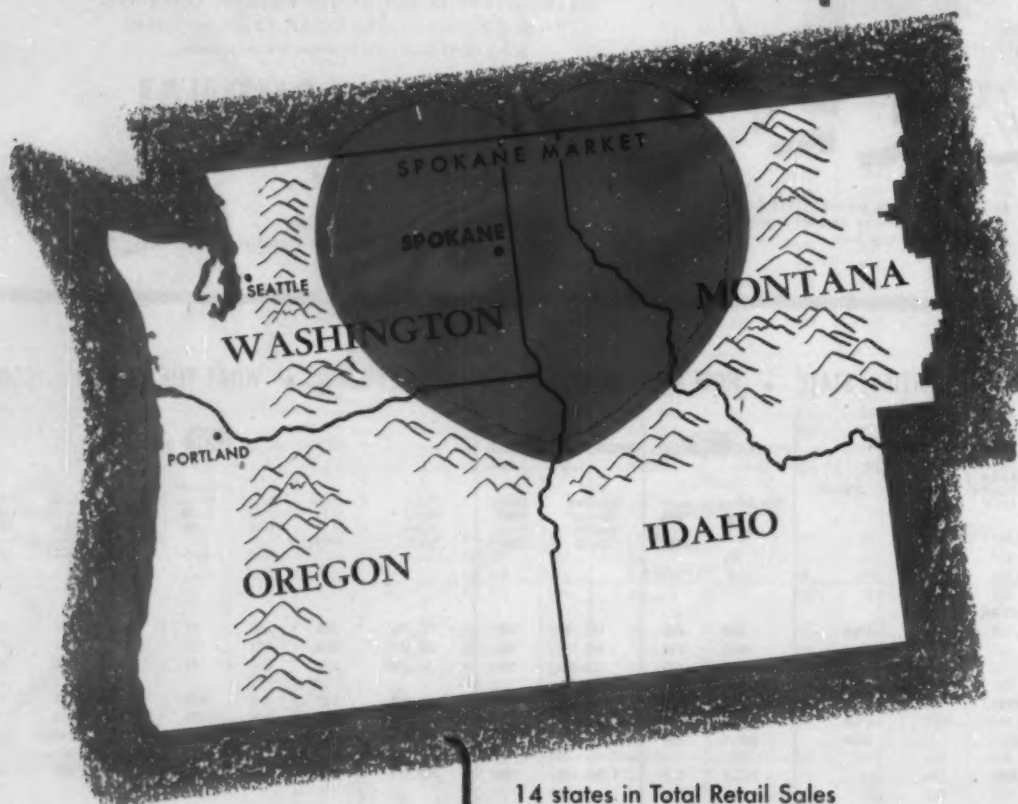 SPOKANE MARKET
SPOKANE
SEATTLE
MONTANA
WASHINGTON
PORTLAND
IDAHO
OREGON
14 states in Total Retail Sales